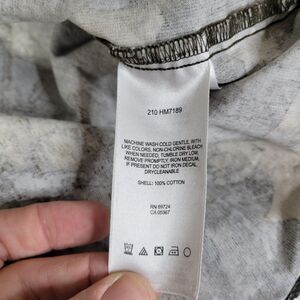 210 HM7189
MACHINE WASH COLD GENTLE, WITH
LIKE COLORS, NON-CHLORINE BLEACH
WHEN NEEDED, TUMBLE DRY LOW,
REMOVE PROMPTLY, IRON MEDIUM,
IF PRESENT DO NOT IRON DECAL,
DRYCLEANABLE
SHELL: 100% COTTON
RN 69724
CA 05367